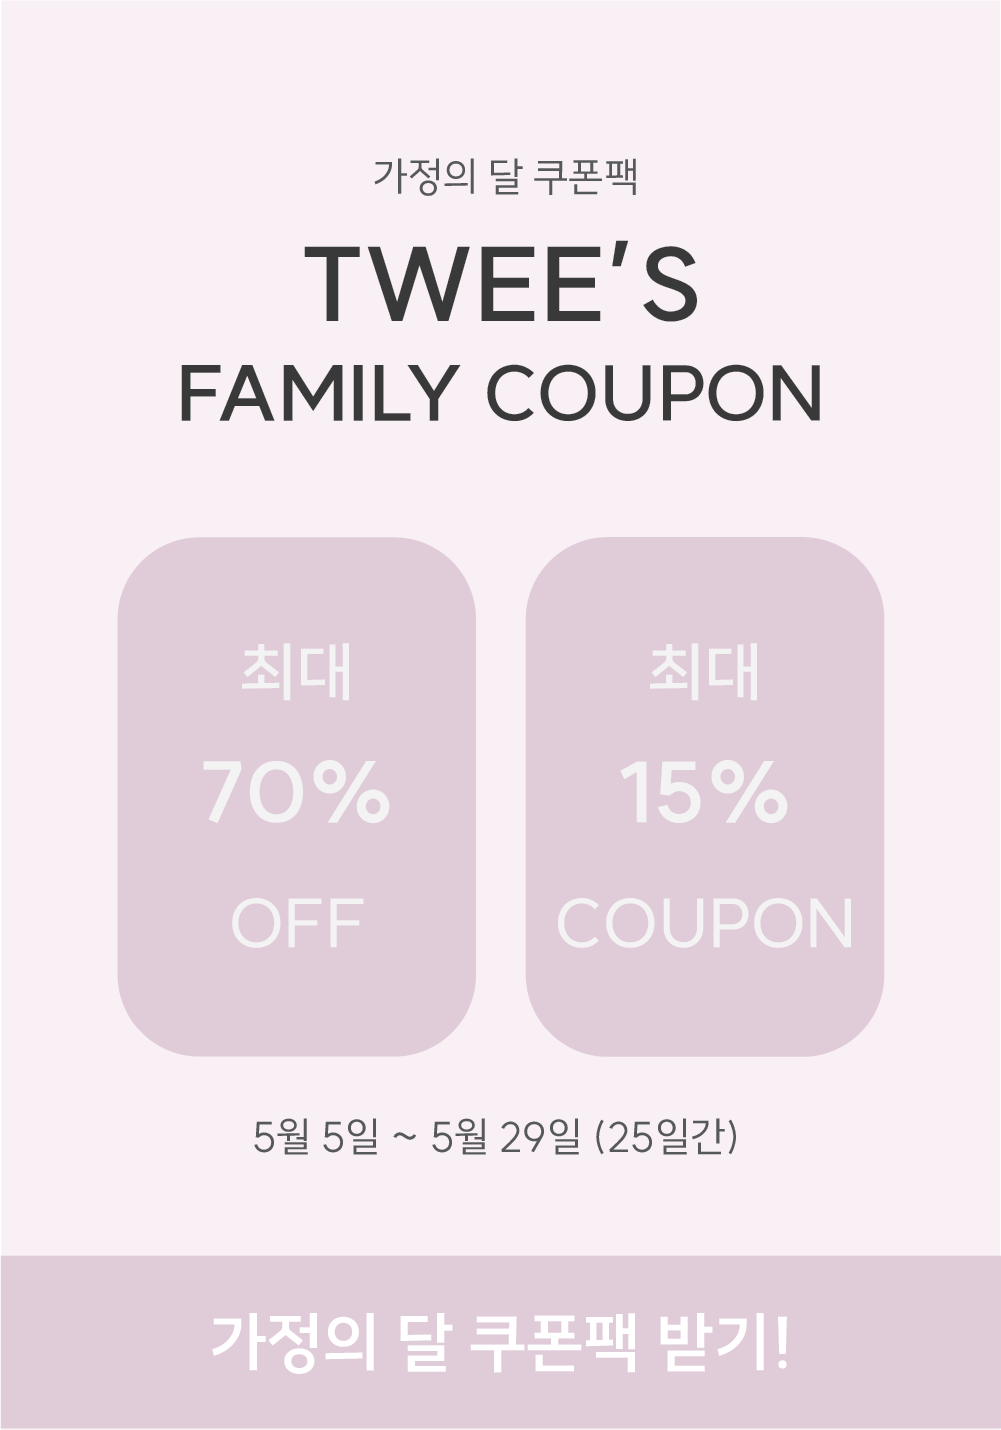 가정의 달 쿠폰팩
TWEE'S
FAMILY COUPON
최대
70%
OFF
최대
15%
COUPON
5월 5일 ~ 5월 29일 (25일간)
가정의 달 쿠폰팩 받기!